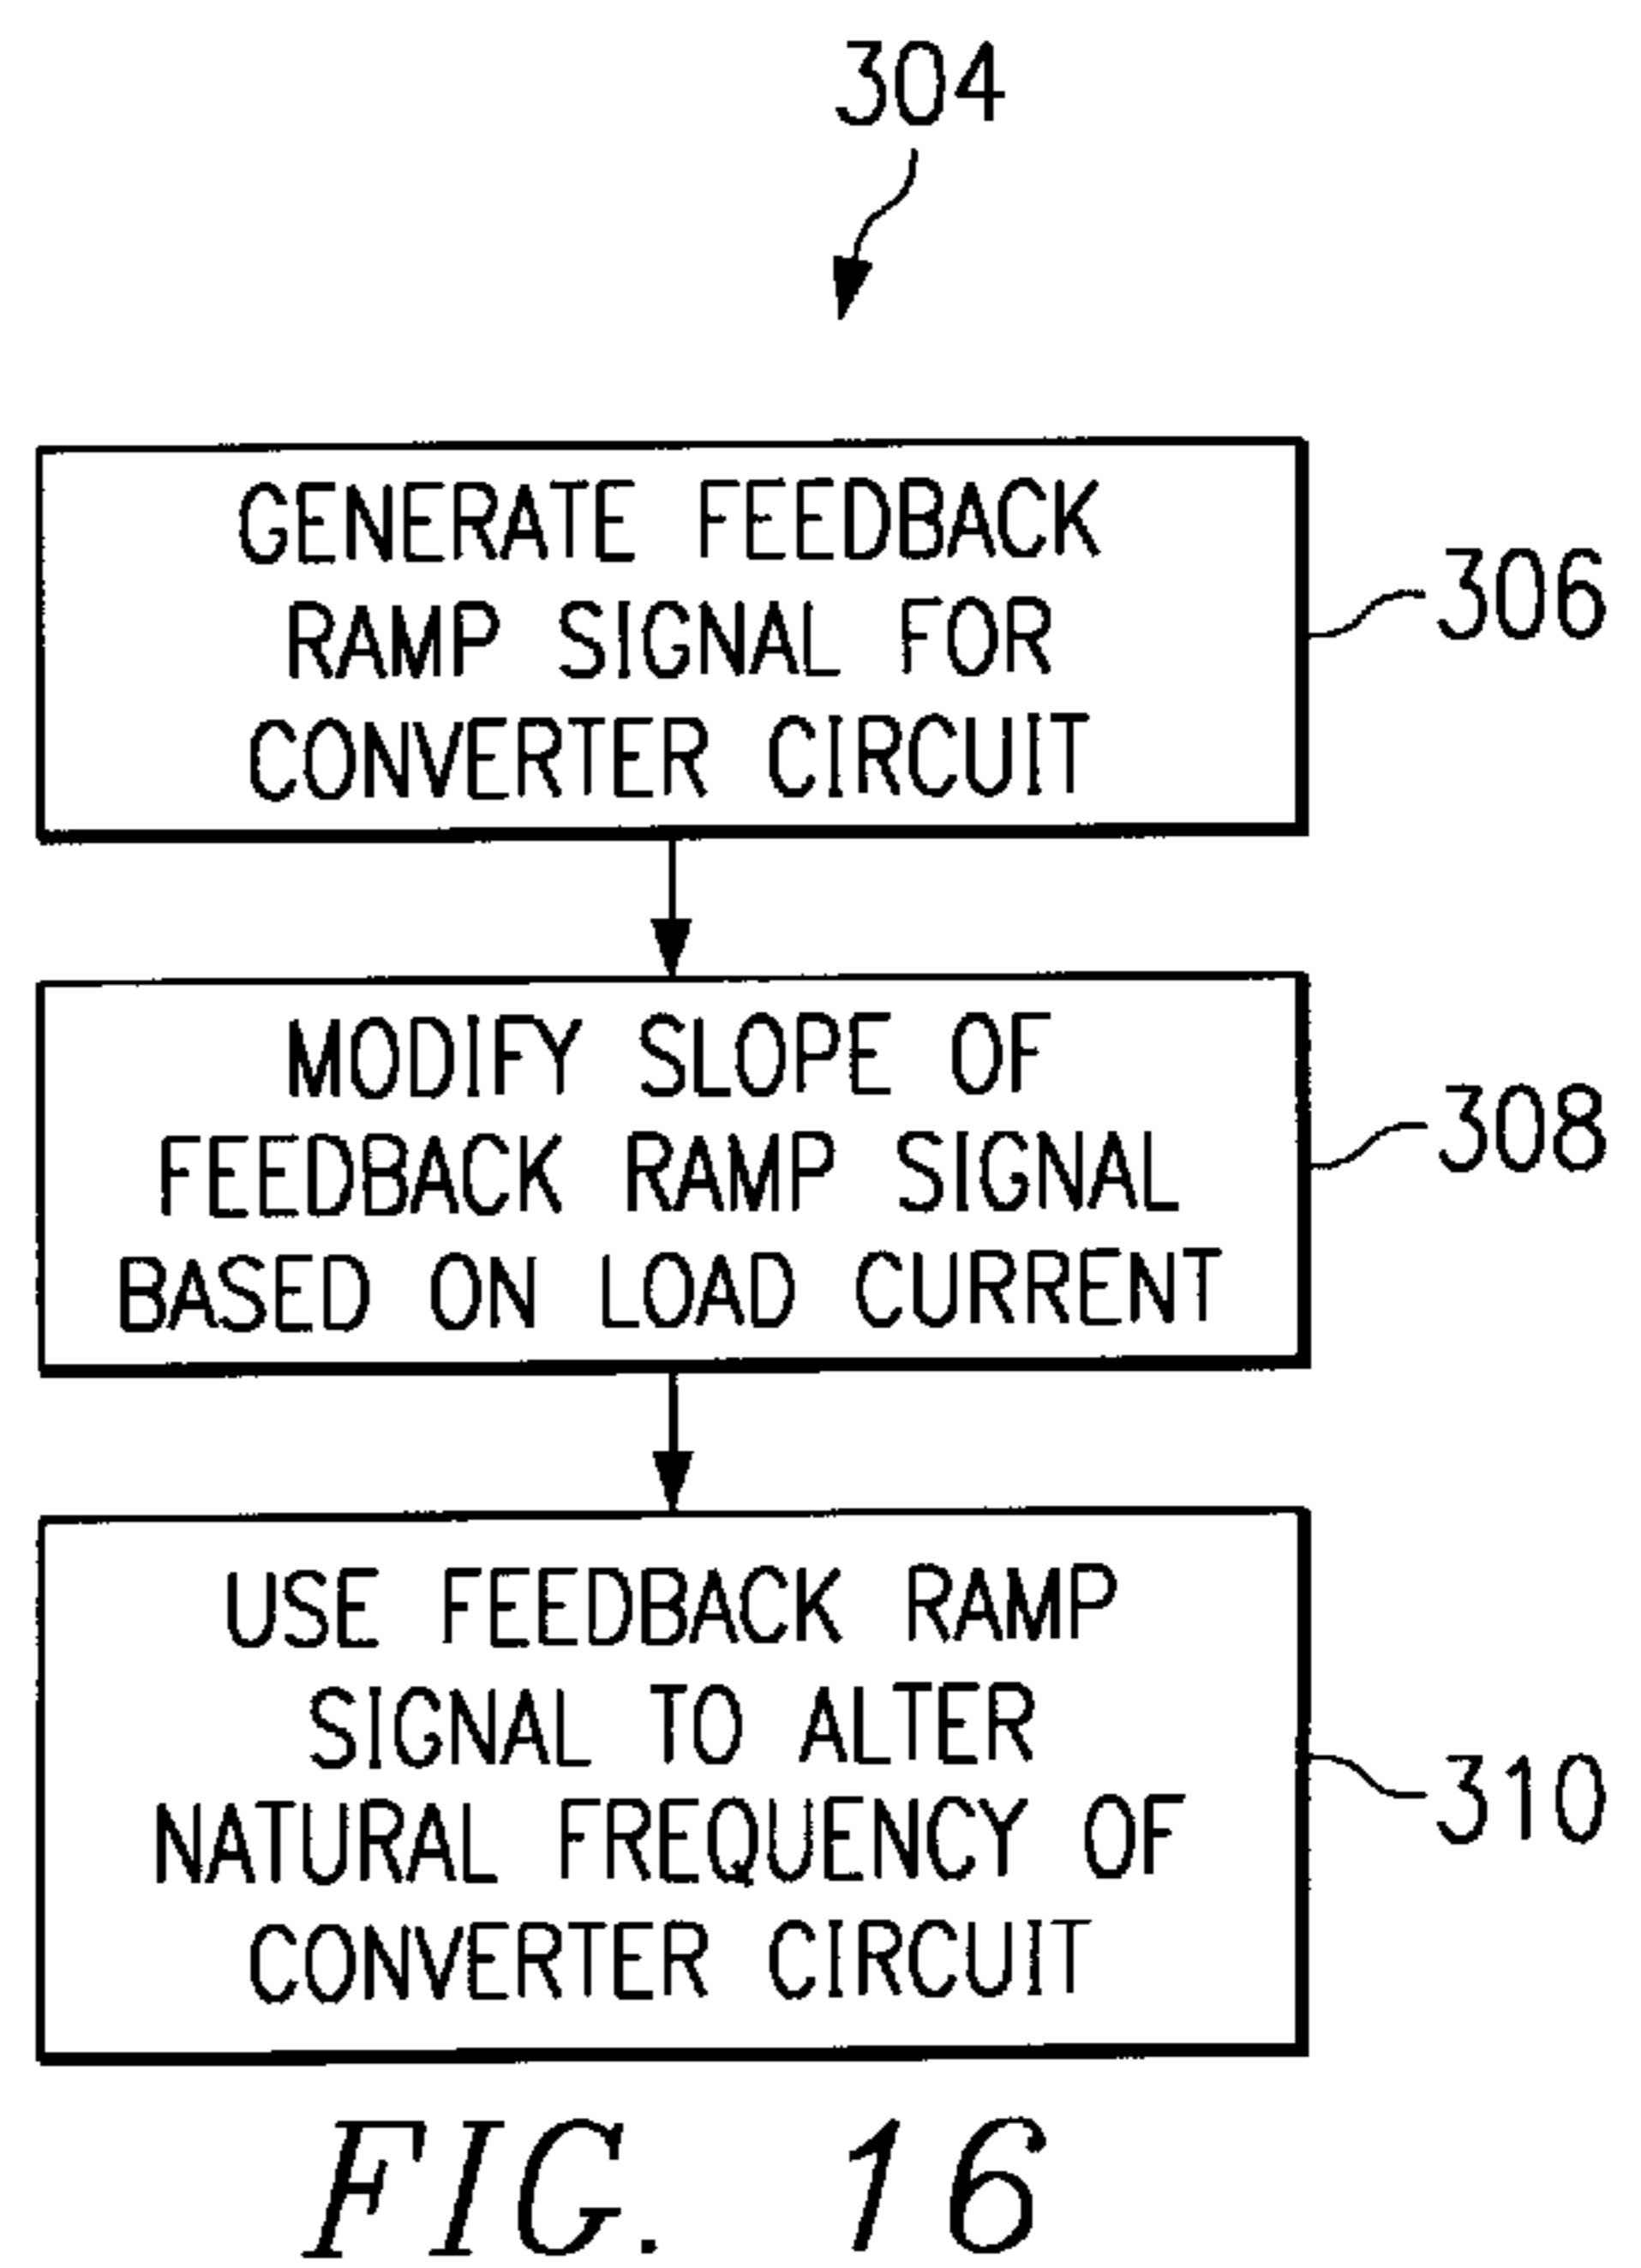 304
GENERATE FEEDBACK
RAMP SIGNAL FOR
CONVERTER CIRCUIT
306
MODIFY SLOPE OF
FEEDBACK RAMP SIGNAL
BASED ON LOAD CURRENT
308
USE FEEDBACK RAMP
SIGNAL TO ALTER
NATURAL FREQUENCY OF
CONVERTER CIRCUIT
310
FIG. 16